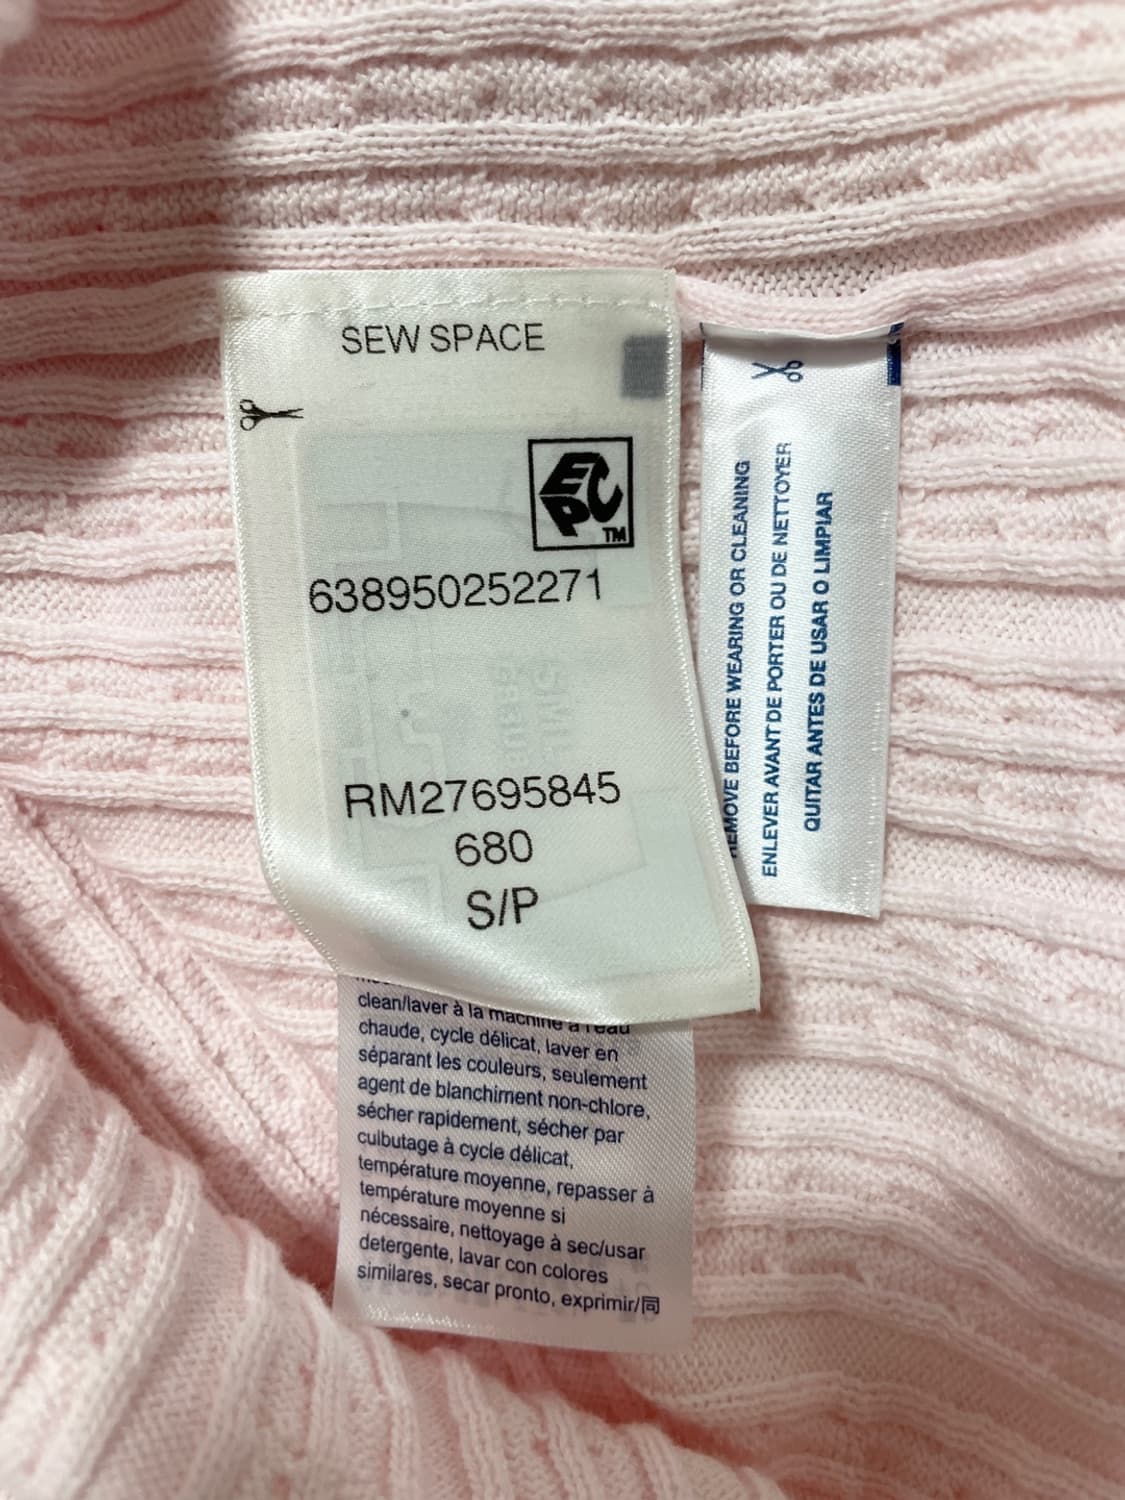 SEW SPACE
EPC
TM
638950252271
RM27695845
680
S/P
REMOVE BEFORE WEARING OR CLEANING
ENLEVER AVANT DE PORTER OU DE NETTOYER
QUITAR ANTES DE USAR O LIMPIAR
clean/laver à la machine à l'eau
chaude, cycle délicat, laver en
séparant les couleurs, seulement
agent de blanchiment non-chlore,
sécher rapidement, sécher par
culbutage à cycle délicat,
température moyenne, repasser à
température moyenne si
nécessaire, nettoyage à sec/usar
detergente, lavar con colores
similares, secar pronto, exprimir/同